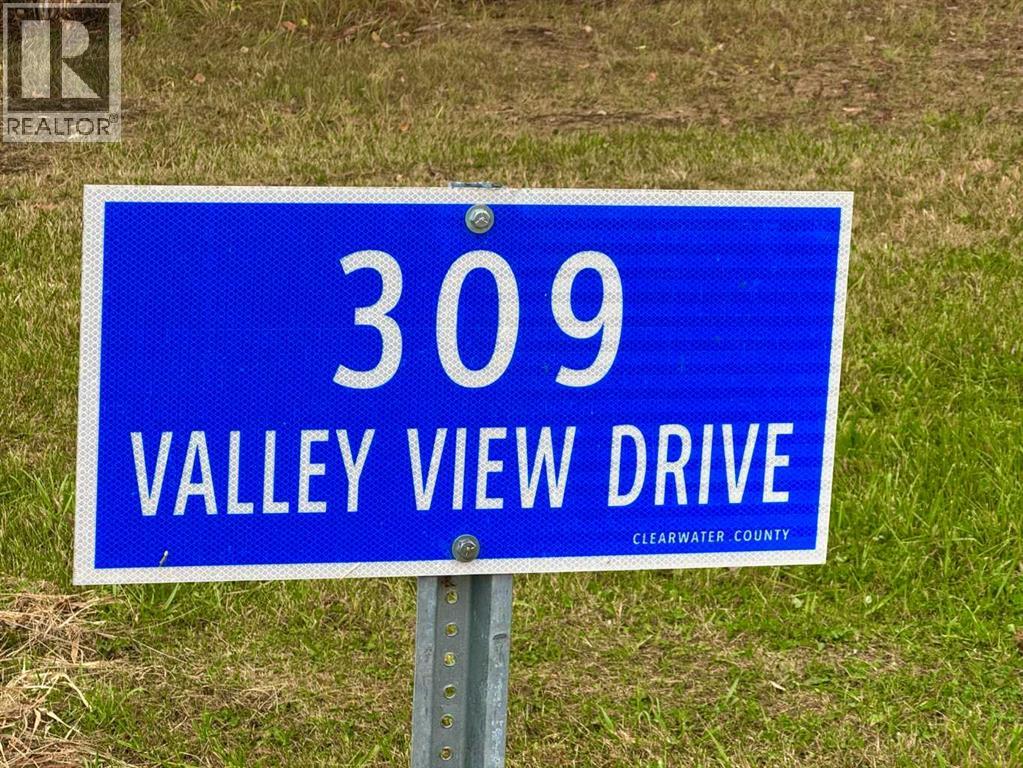 R
REALTOR®
309
VALLEY VIEW DRIVE
CLEARWATER COUNTY